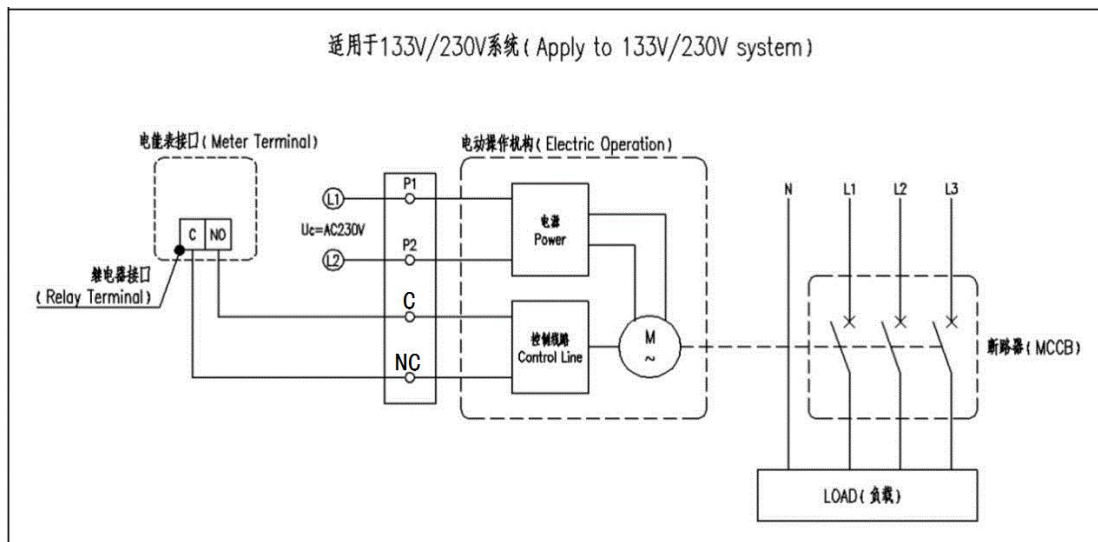 适用于133V/230V系统(Apply to 133V/230V system)
电能表接口(Meter Terminal)
C NO
继电器接口
(Relay Terminal)
L1
Uc=AC230V
L2
P1
P2
C
NC
电动操作机构(Electric Operation)
电源
Power
控制线路
Control Line
M
~
N L1 L2 L3
断路器(MCCB)
LOAD(负载)